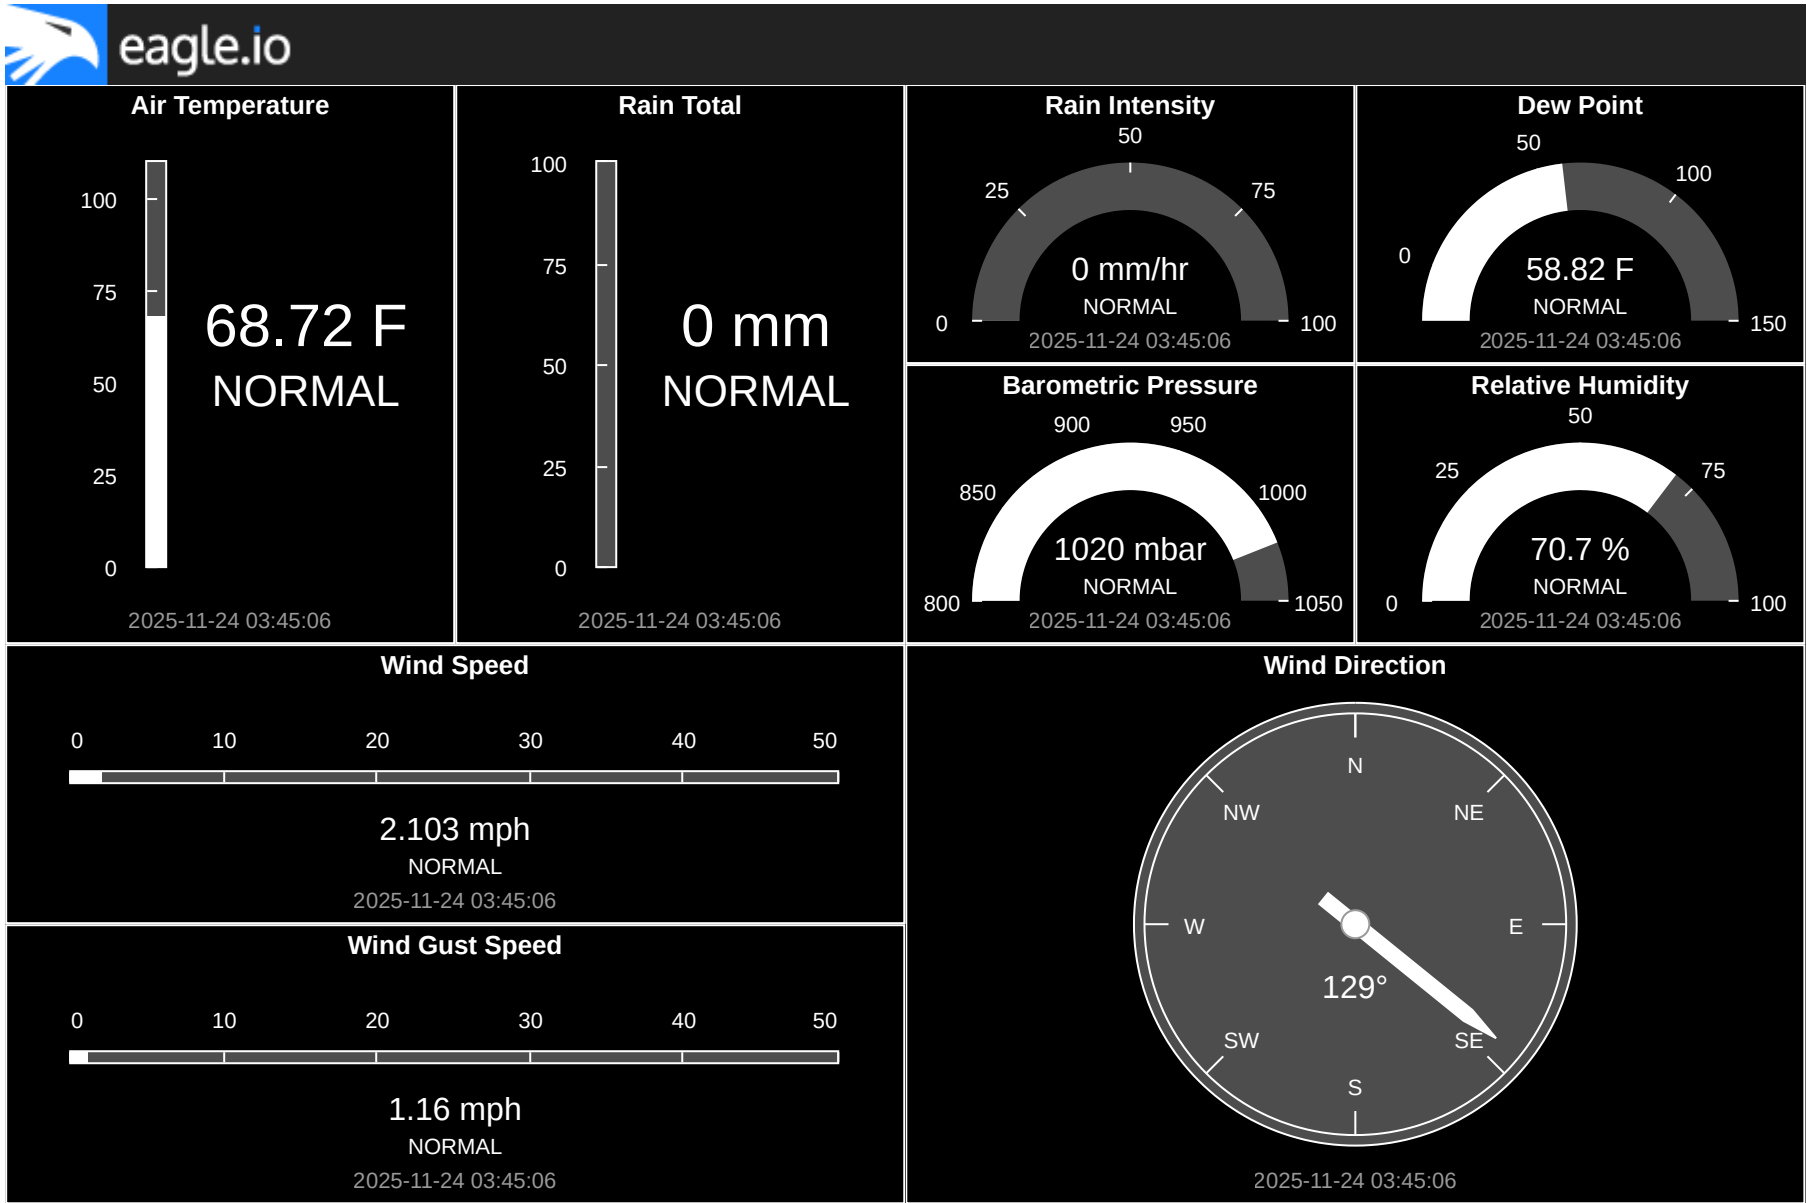 eagle.io
Air Temperature
100
75
50
25
0
68.72 F
NORMAL
2025-11-24 03:45:06
Rain Total
100
75
50
25
0
0 mm
NORMAL
2025-11-24 03:45:06
Rain Intensity
50
25
75
0
100
0 mm/hr
NORMAL
2025-11-24 03:45:06
Dew Point
50
100
0
150
58.82 F
NORMAL
2025-11-24 03:45:06
Barometric Pressure
900
950
850
1000
800
1050
1020 mbar
NORMAL
2025-11-24 03:45:06
Relative Humidity
50
25
75
0
100
70.7 %
NORMAL
2025-11-24 03:45:06
Wind Speed
0 10 20 30 40 50
2.103 mph
NORMAL
2025-11-24 03:45:06
Wind Gust Speed
0 10 20 30 40 50
1.16 mph
NORMAL
2025-11-24 03:45:06
Wind Direction
N
NW
NE
W
E
129°
SW
SE
S
2025-11-24 03:45:06